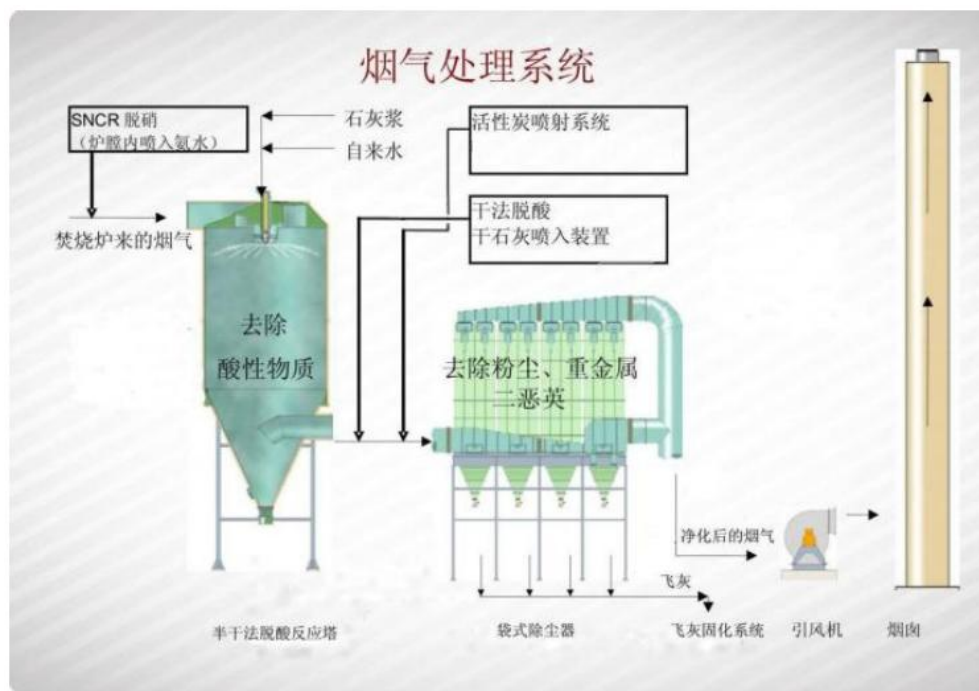 烟气处理系统
SNCR 脱硝
（炉膛内喷入氨水）
石灰浆
自来水
活性炭喷射系统
焚烧炉来的烟气
干法脱酸
干石灰喷入装置
去除
酸性物质
去除粉尘、重金属
二恶英
净化后的烟气
飞灰
半干法脱酸反应塔
袋式除尘器
飞灰固化系统
引风机
烟囱